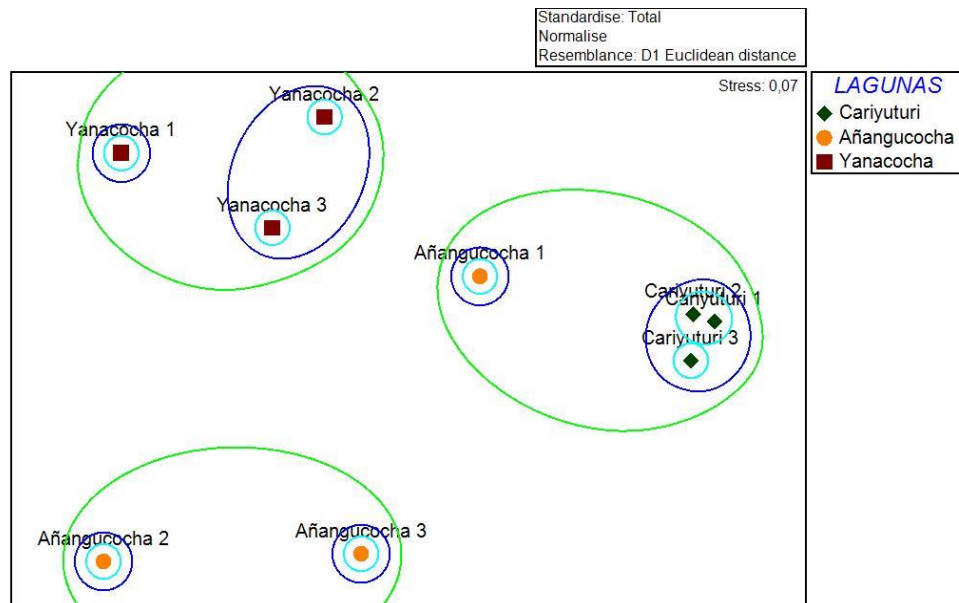 Standardise: Total
Normalise
Resemblance: D1 Euclidean distance
Stress: 0,07
LAGUNAS
Cariyuturi
Añangucocha
Yanacocha
Yanacocha 2
Yanacocha 1
Yanacocha 3
Añangucocha 1
Cariyuturi 2
Cariyuturi 1
Cariyuturi 3
Añangucocha 3
Añangucocha 2